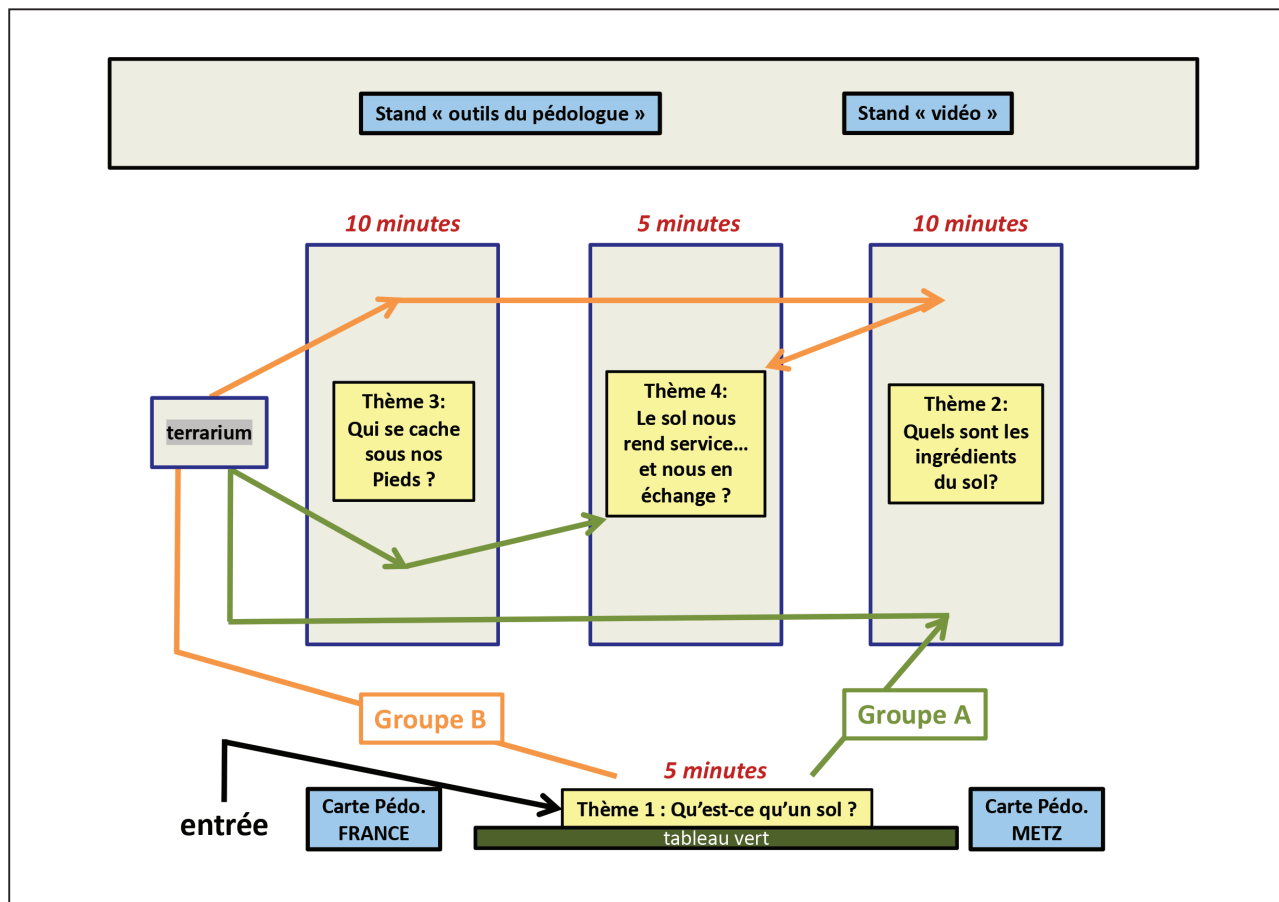 Stand « outils du pédologue »
Stand « vidéo »
10 minutes
5 minutes
10 minutes
terrarium
Thème 3:
Qui se cache
sous nos
Pieds ?
Thème 4:
Le sol nous
rend service…
et nous en
échange ?
Thème 2:
Quels sont les
ingrédients
du sol?
Groupe B
Groupe A
5 minutes
entrée
Carte Pédo.
FRANCE
Thème 1 : Qu’est-ce qu’un sol ?
tableau vert
Carte Pédo.
METZ